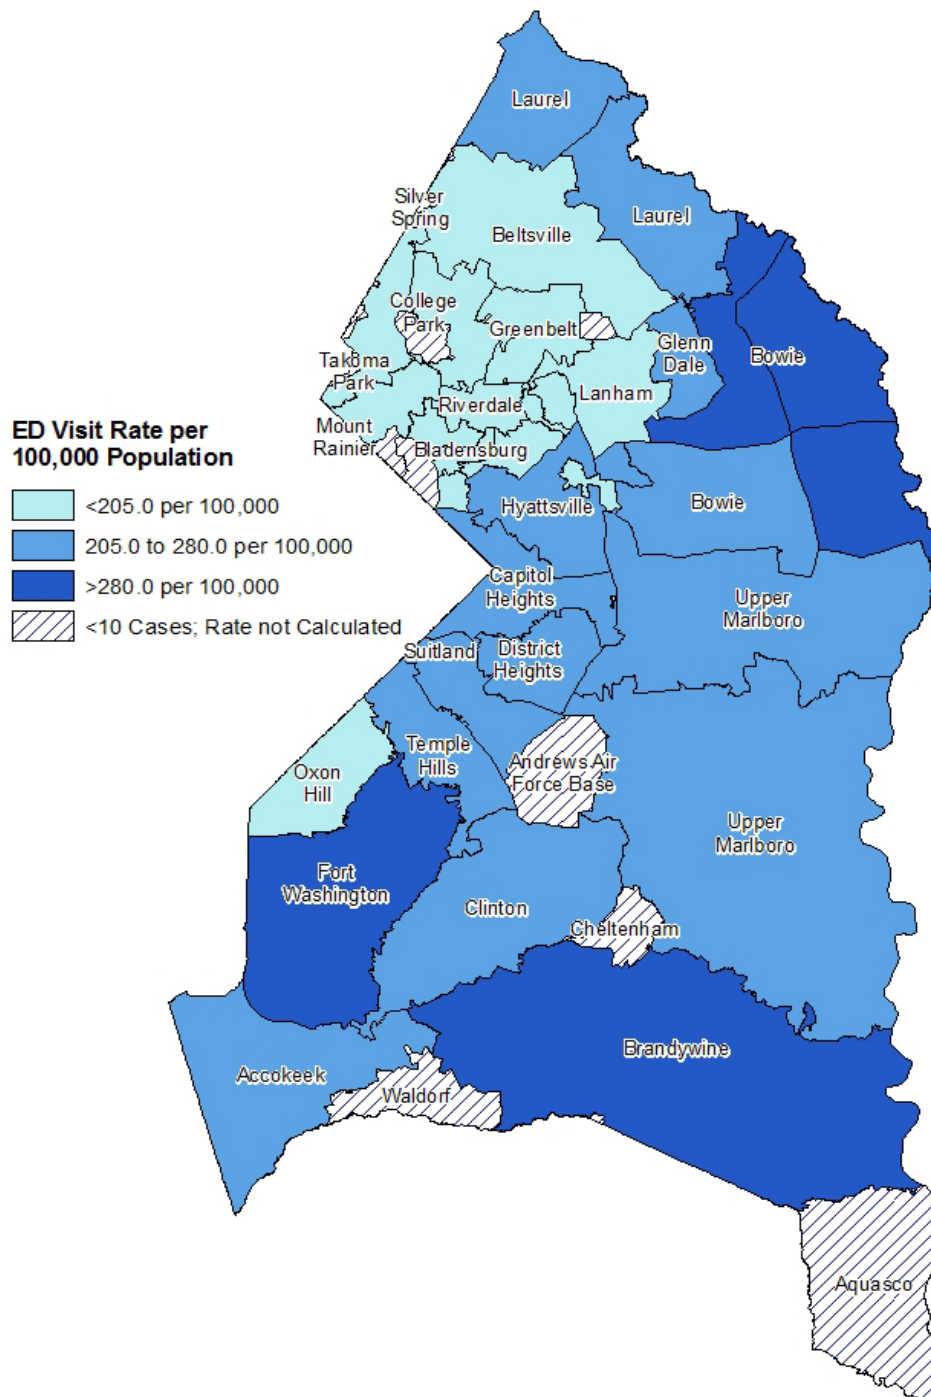 Laurel
Silver
Spring
Laurel
Beltsville
College
Park
Greenbelt
Glenn
Dale
Bowie
Takoma
Park
Lanham
Riverdale
Mount
Rainier
Bladensburg
ED Visit Rate per
100,000 Population
<205.0 per 100,000
205.0 to 280.0 per 100,000
>280.0 per 100,000
<10 Cases; Rate not Calculated
Hyattsville
Bowie
Capitol
Heights
Upper
Marlboro
Suitland
District
Heights
Temple
Hills
Andrews Air
Force Base
Oxon
Hill
Upper
Marlboro
Fort
Washington
Clinton
Cheltenham
Brandywine
Accokeek
Waldorf
Aquasco